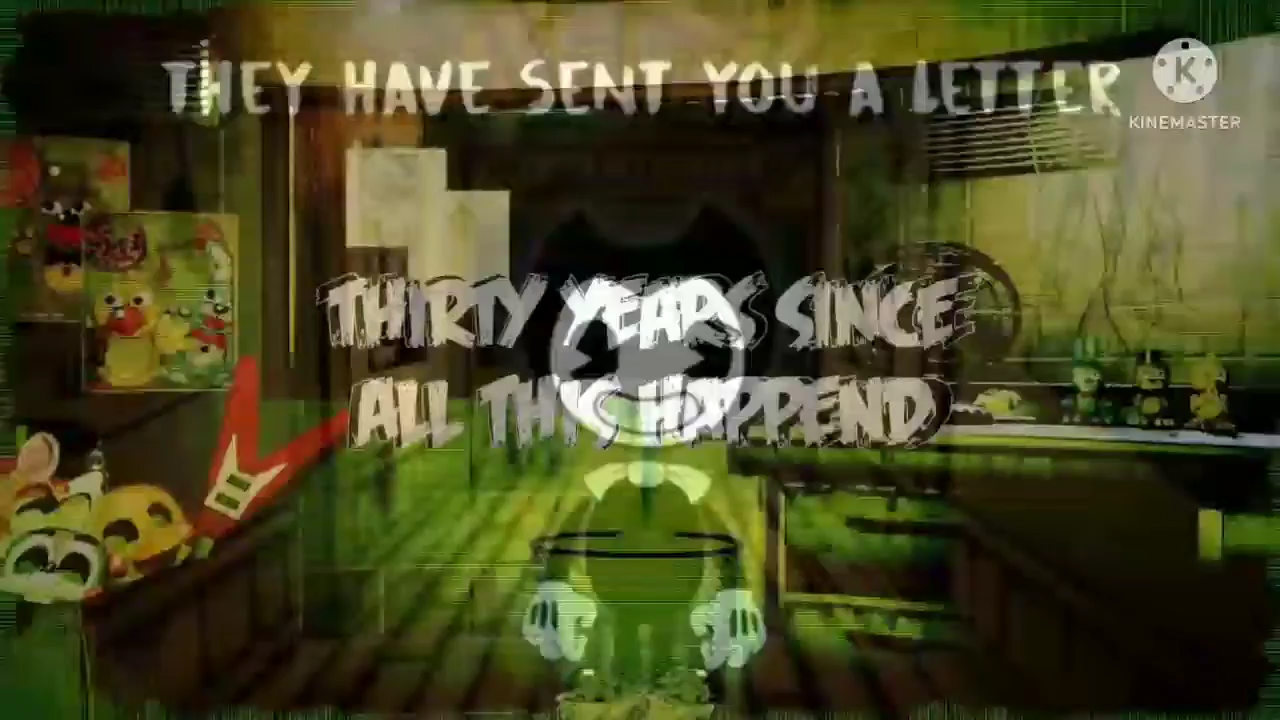 THEY HAVE SENT YOU A LETTER
K
KINEMASTER
THIRTY YEARS SINCE
ALL THIS HAPPEND